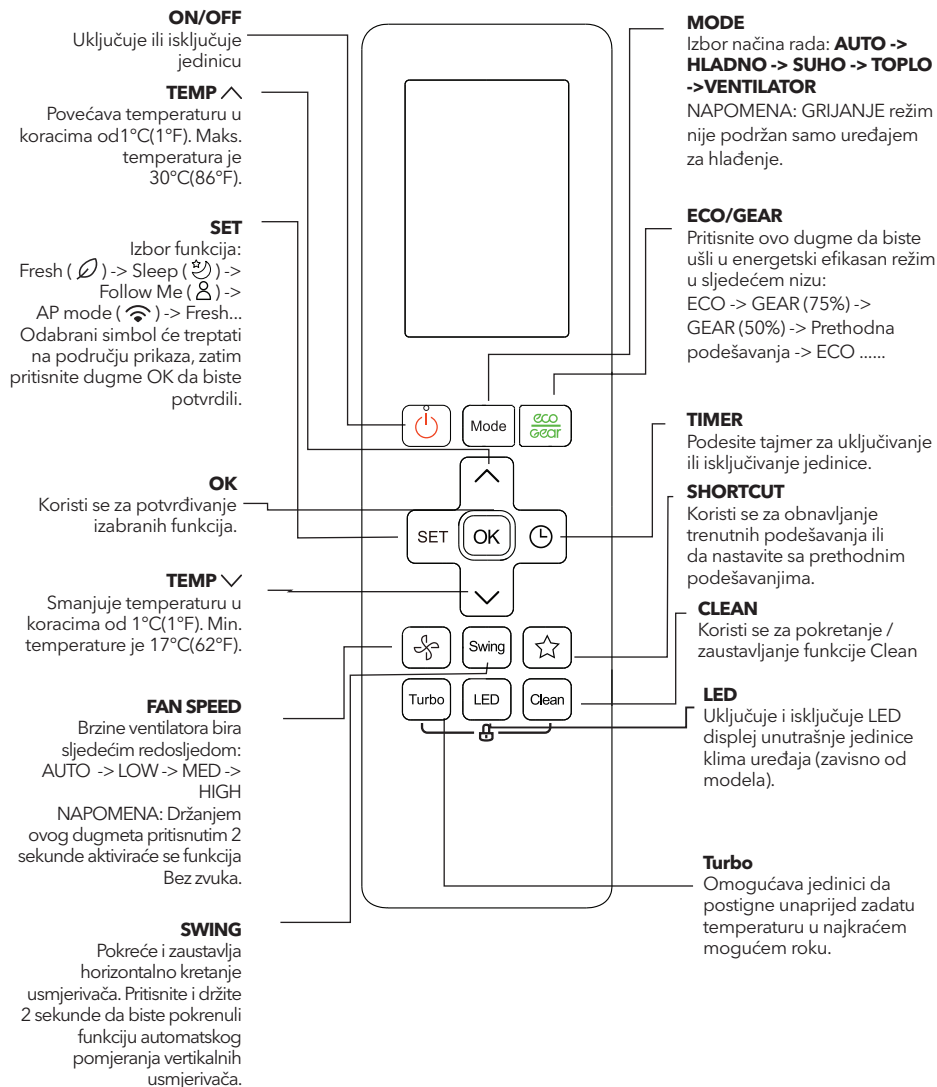 ON/OFF
Uključuje ili isključuje
jedinicu
TEMP
Povećava temperaturu u
koracima od1°C(1°F). Maks.
temperatura je
30°C(86°F).
SET
Izbor funkcija:
Fresh ( ) -> Sleep ( ) ->
Follow Me ( ) ->
AP mode ( ) -> Fresh...
Odabrani simbol će treptati
na području prikaza, zatim
pritisnite dugme OK da biste
potvrdili.
OK
Koristi se za potvrđivanje
izabranih funkcija.
TEMP
Smanjuje temperaturu u
koracima od 1°C(1°F). Min.
temperature je 17°C(62°F).
FAN SPEED
Brzine ventilatora bira
sljedećim redosljedom:
AUTO -> LOW -> MED ->
HIGH
NAPOMENA: Držanjem
ovog dugmeta pritisnutim 2
sekunde aktiviraće se funkcija
Bez zvuka.
SWING
Pokreće i zaustavlja
horizontalno kretanje
usmjerivača. Pritisnite i držite
2 sekunde da biste pokrenuli
funkciju automatskog
pomjeranja vertikalnih
usmjerivača.
Mode
eco
Gear
SET
OK
Swing
Turbo
LED
Clean
MODE
Izbor načina rada: AUTO ->
HLADNO -> SUHO -> TOPLO
->VENTILATOR
NAPOMENA: GRIJANJE režim
nije podržan samo uređajem
za hlađenje.
ECO/GEAR
Pritisnite ovo dugme da biste
ušli u energetski efikasan režim
u sljedećem nizu:
ECO -> GEAR (75%) ->
GEAR (50%) -> Prethodna
podešavanja -> ECO ......
TIMER
Podesite tajmer za uključivanje
ili isključivanje jedinice.
SHORTCUT
Koristi se za obnavljanje
trenutnih podešavanja ili
da nastavite sa prethodnim
podešavanjima.
CLEAN
Koristi se za pokretanje /
zaustavljanje funkcije Clean
LED
Uključuje i isključuje LED
displej unutrašnje jedinice
klima uređaja (zavisno od
modela).
Turbo
Omogućava jedinici da
postigne unaprijed zadatu
temperaturu u najkraćem
mogućem roku.